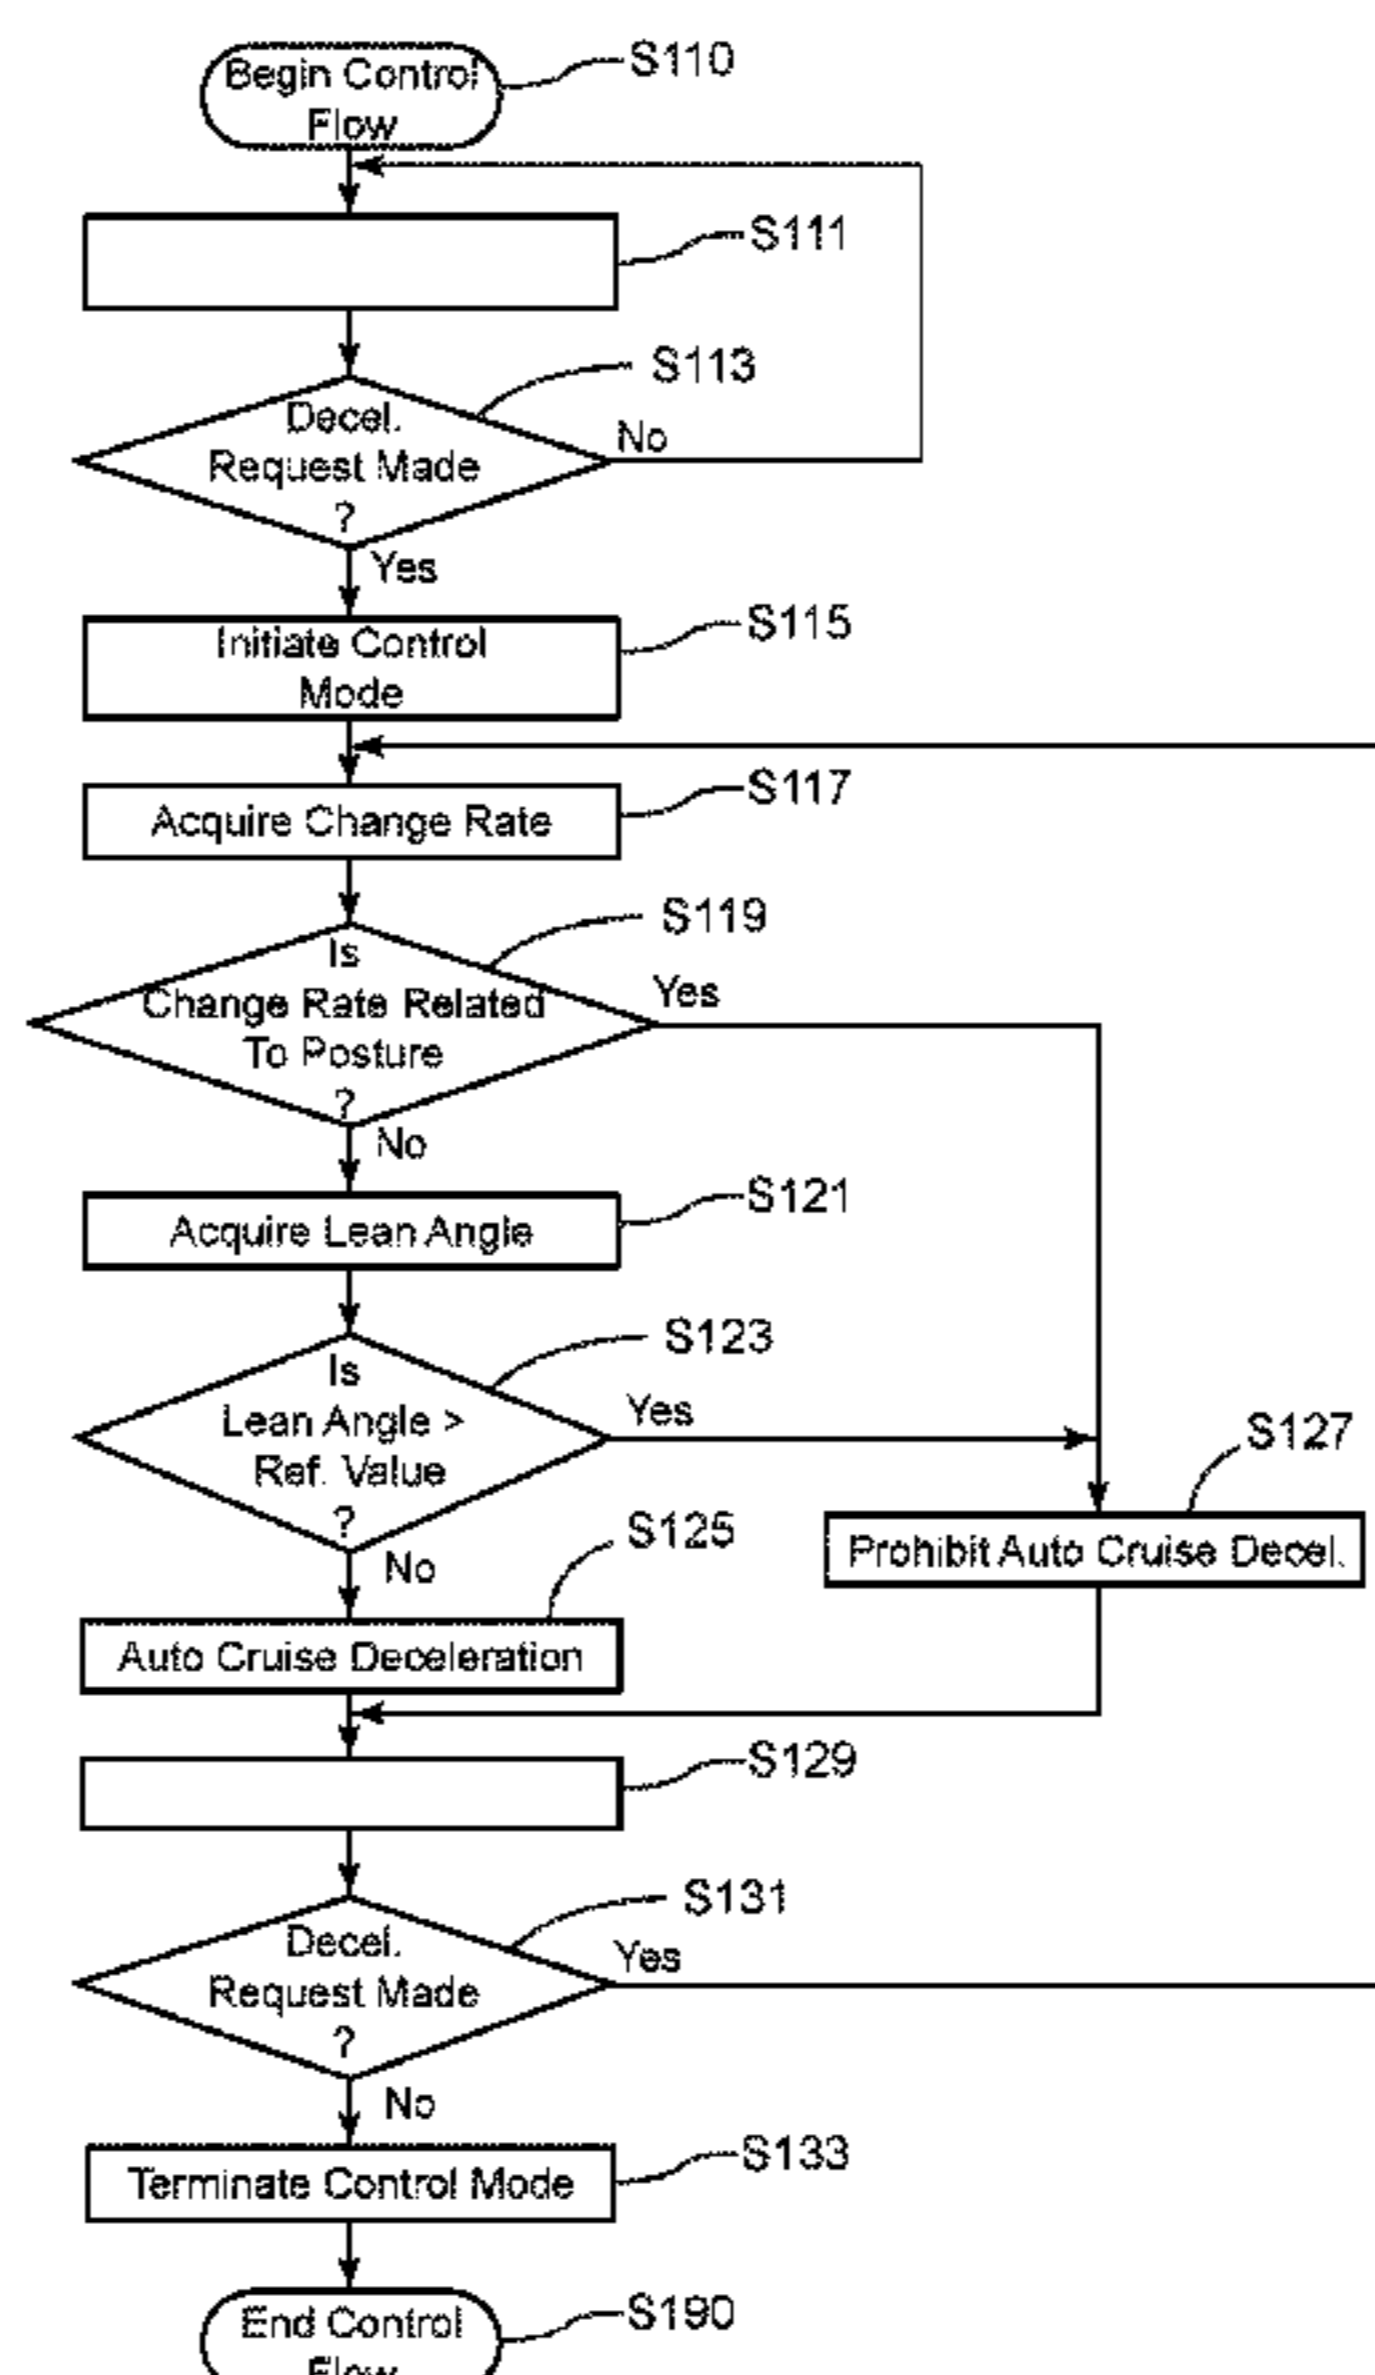 Begin Control
Flow
S110
S111
S113
Decel.
Request Made
?
No
Yes
S115
Initiate Control
Mode
S117
Acquire Change Rate
S119
Is
Change Rate Related
To Posture
?
Yes
No
S121
Acquire Lean Angle
S123
Is
Lean Angle >
Ref. Value
?
Yes
No
S125
S127
Prohibit Auto Cruise Decel.
Auto Cruise Deceleration
S129
S131
Decel.
Request Made
?
Yes
No
S133
Terminate Control Mode
S190
End Control
Flow